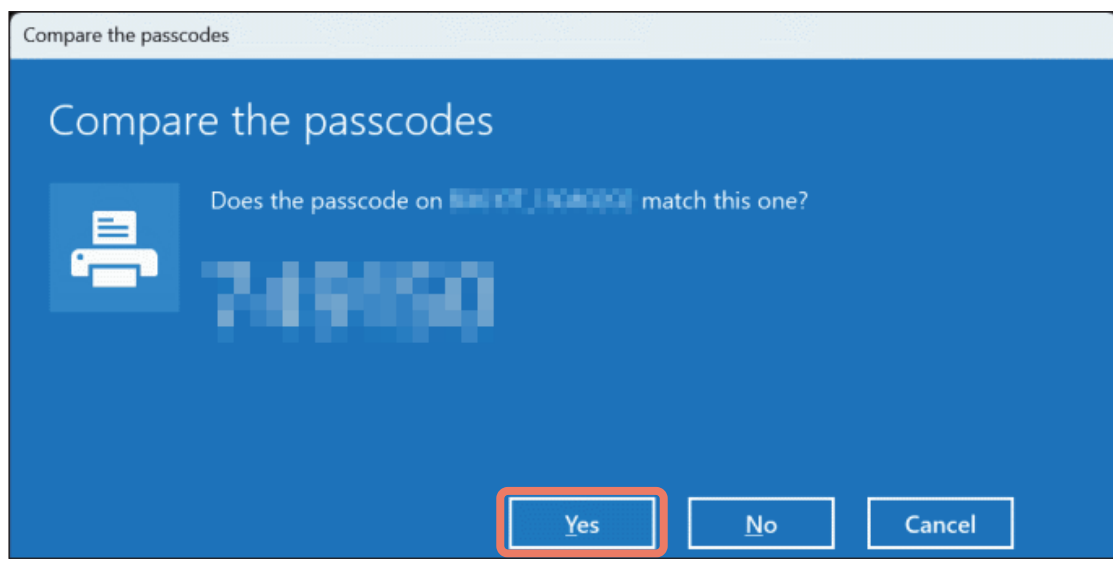 Compare the passcodes
Compare the passcodes
Does the passcode on match this one?
Yes
No
Cancel